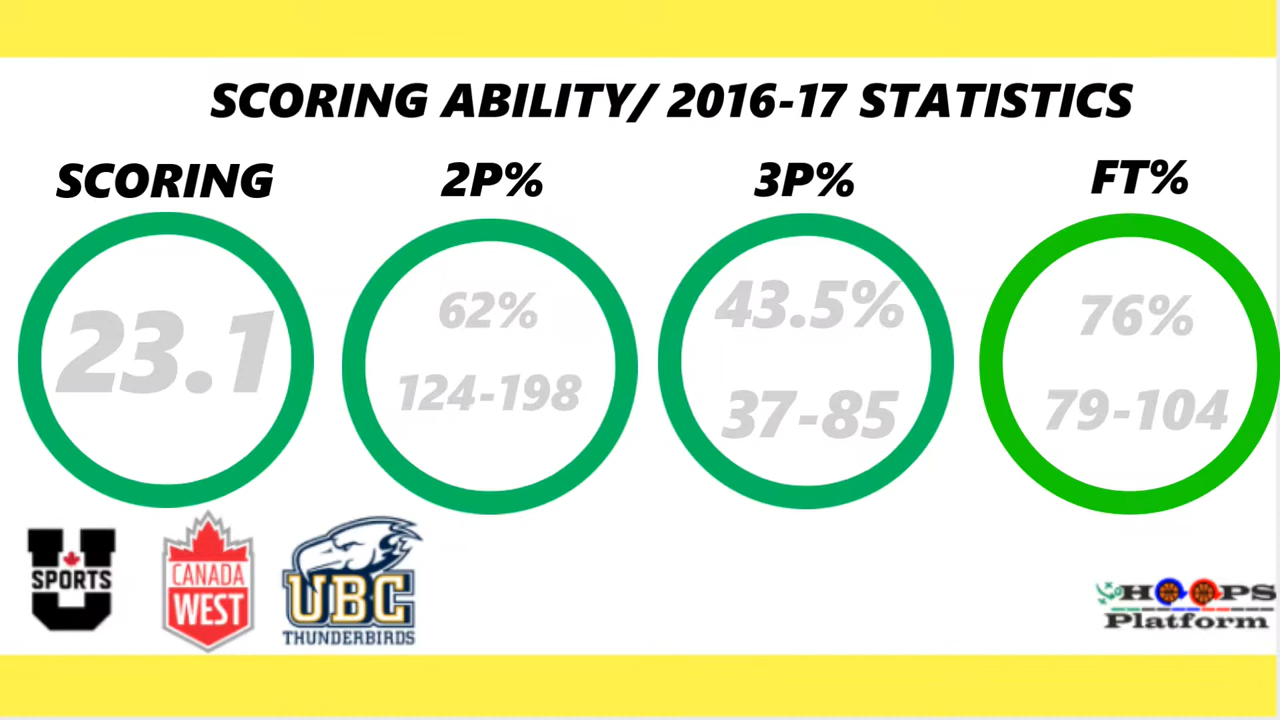 SCORING ABILITY/ 2016-17 STATISTICS
SCORING
2P%
3P%
FT%
23.1
62%
124-198
43.5%
37-85
76%
79-104
U
SPORTS
CANADA
WEST
UBC
THUNDERBIRDS
HOOPS
Platform